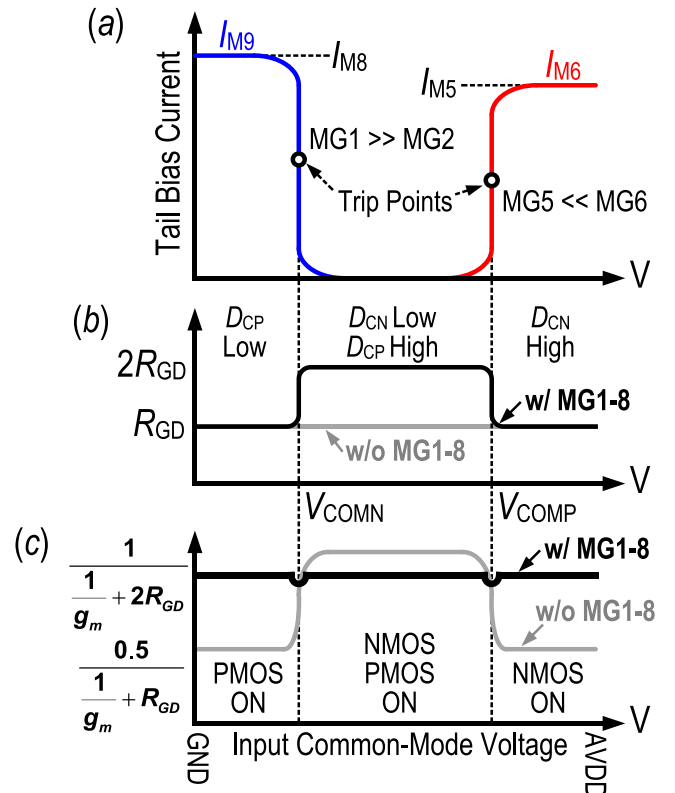 (a)
I_M9
I_M8
I_M5
I_M6
Tail Bias Current
MG1 >> MG2
Trip Points
MG5 << MG6
V
(b)
D_CP Low
D_CN Low
D_CP High
D_CN High
2R_GD
R_GD
w/ MG1-8
w/o MG1-8
V
V_COMN
V_COMP
(c)
1
1
g_m + 2R_GD
w/ MG1-8
w/o MG1-8
0.5
1
g_m + R_GD
PMOS ON
NMOS PMOS ON
NMOS ON
V
GND
Input Common-Mode Voltage
AVDD